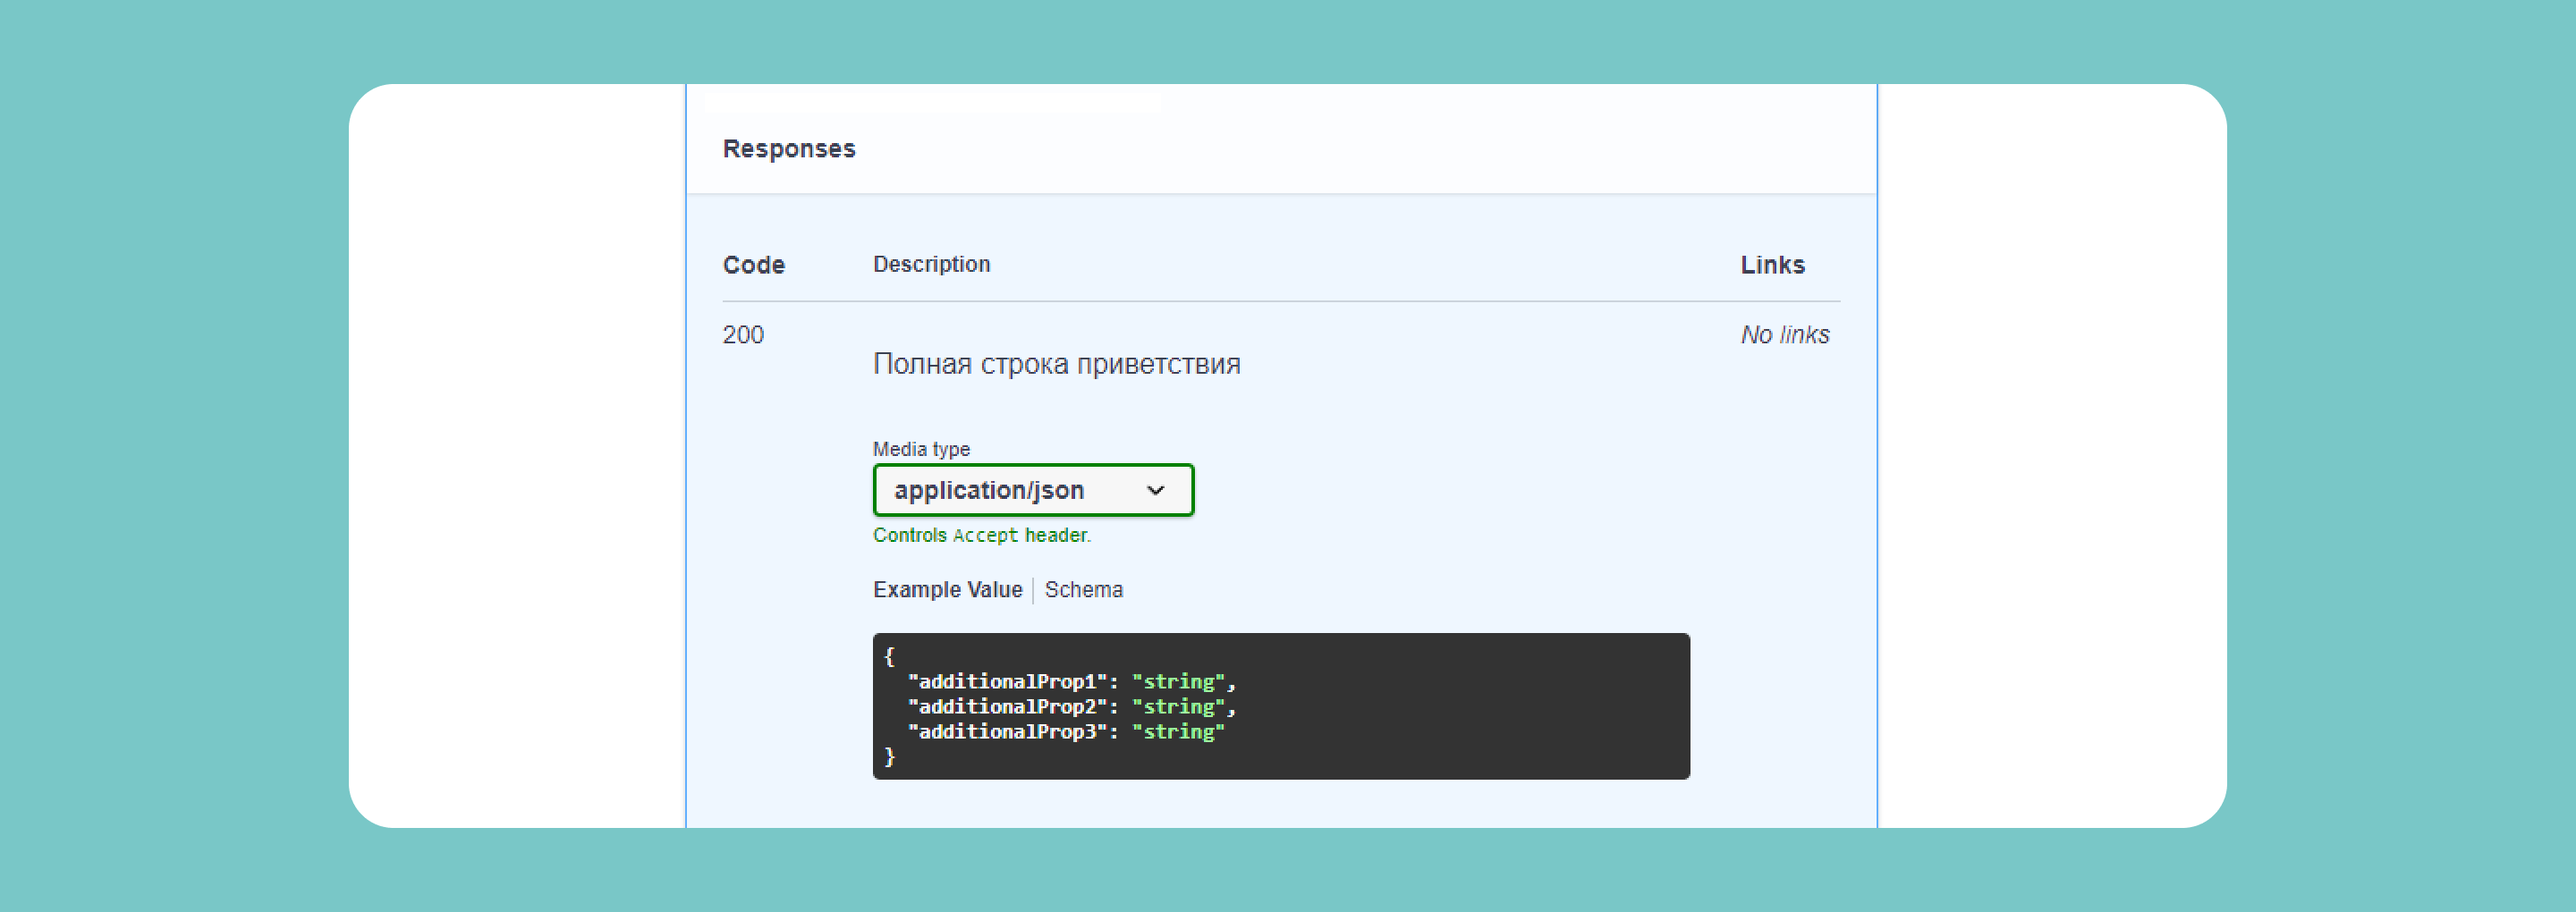 Responses
Code Description Links
200 No links
Полная строка приветствия
Media type
application/json
Controls Accept header.
Example Value Schema
{
"additionalProp1": "string",
"additionalProp2": "string",
"additionalProp3": "string"
}